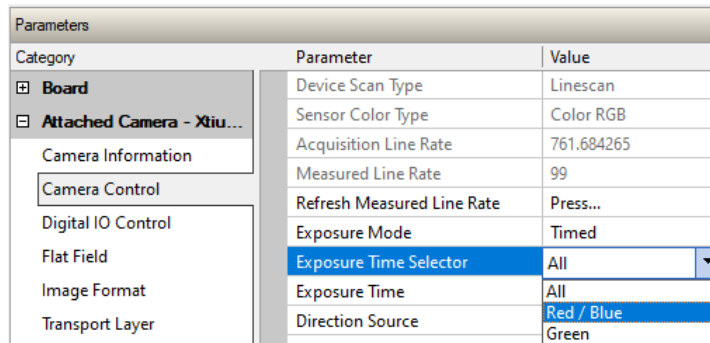 Parameters
Category Parameter Value
Board Device Scan Type Linescan
Attached Camera - Xtiu... Sensor Color Type Color RGB
Camera Information Acquisition Line Rate 761.684265
Camera Control Measured Line Rate 99
Refresh Measured Line Rate Press...
Digital IO Control Exposure Mode Timed
Flat Field Exposure Time Selector All
Image Format Exposure Time All
Red / Blue
Transport Layer Direction Source Green